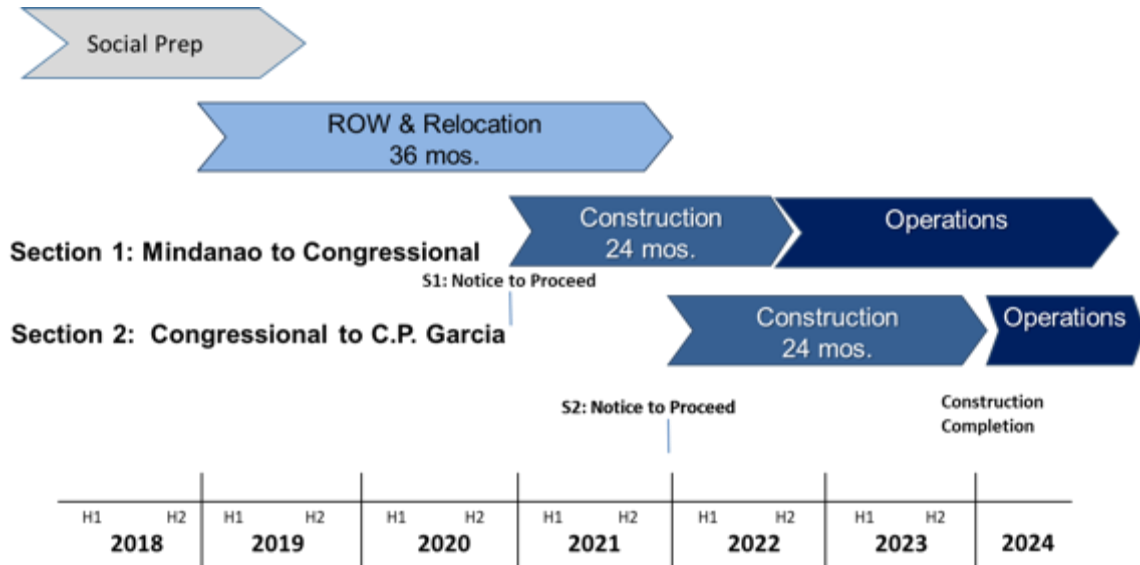 Social Prep
ROW & Relocation
36 mos.
Construction
24 mos.
Operations
Section 1: Mindanao to Congressional
S1: Notice to Proceed
Section 2: Congressional to C.P. Garcia
Construction
24 mos.
Operations
S2: Notice to Proceed
Construction
Completion
H1 H2 H1 H2 H1 H2 H1 H2 H1 H2 H1 H2
2018 2019 2020 2021 2022 2023 2024